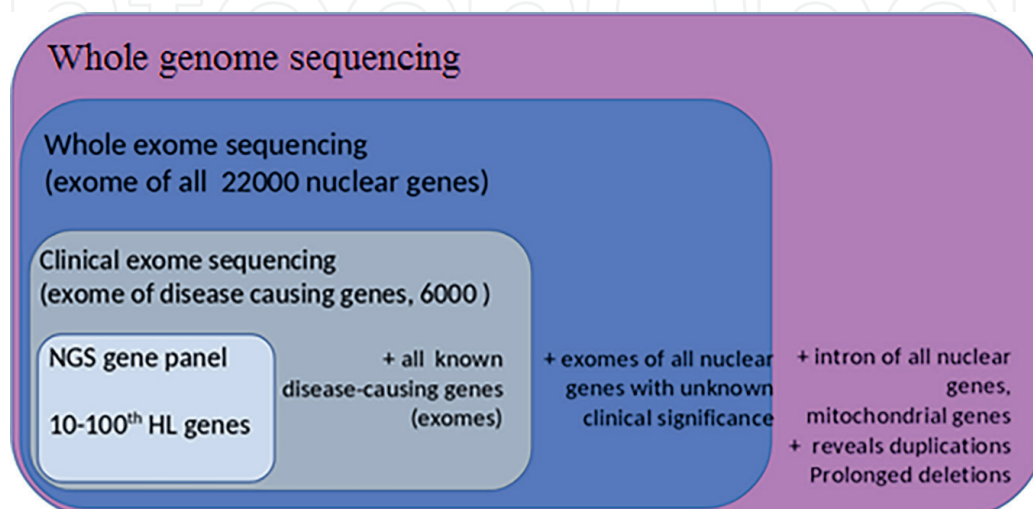 Whole genome sequencing
Whole exome sequencing
(exome of all 22000 nuclear genes)
Clinical exome sequencing
(exome of disease causing genes, 6000 )
NGS gene panel
10-100th HL genes
+ all known
disease-causing genes
(exomes)
+ exomes of all nuclear
genes with unknown
clinical significance
+ intron of all nuclear
genes,
mitochondrial genes
+ reveals duplications
Prolonged deletions